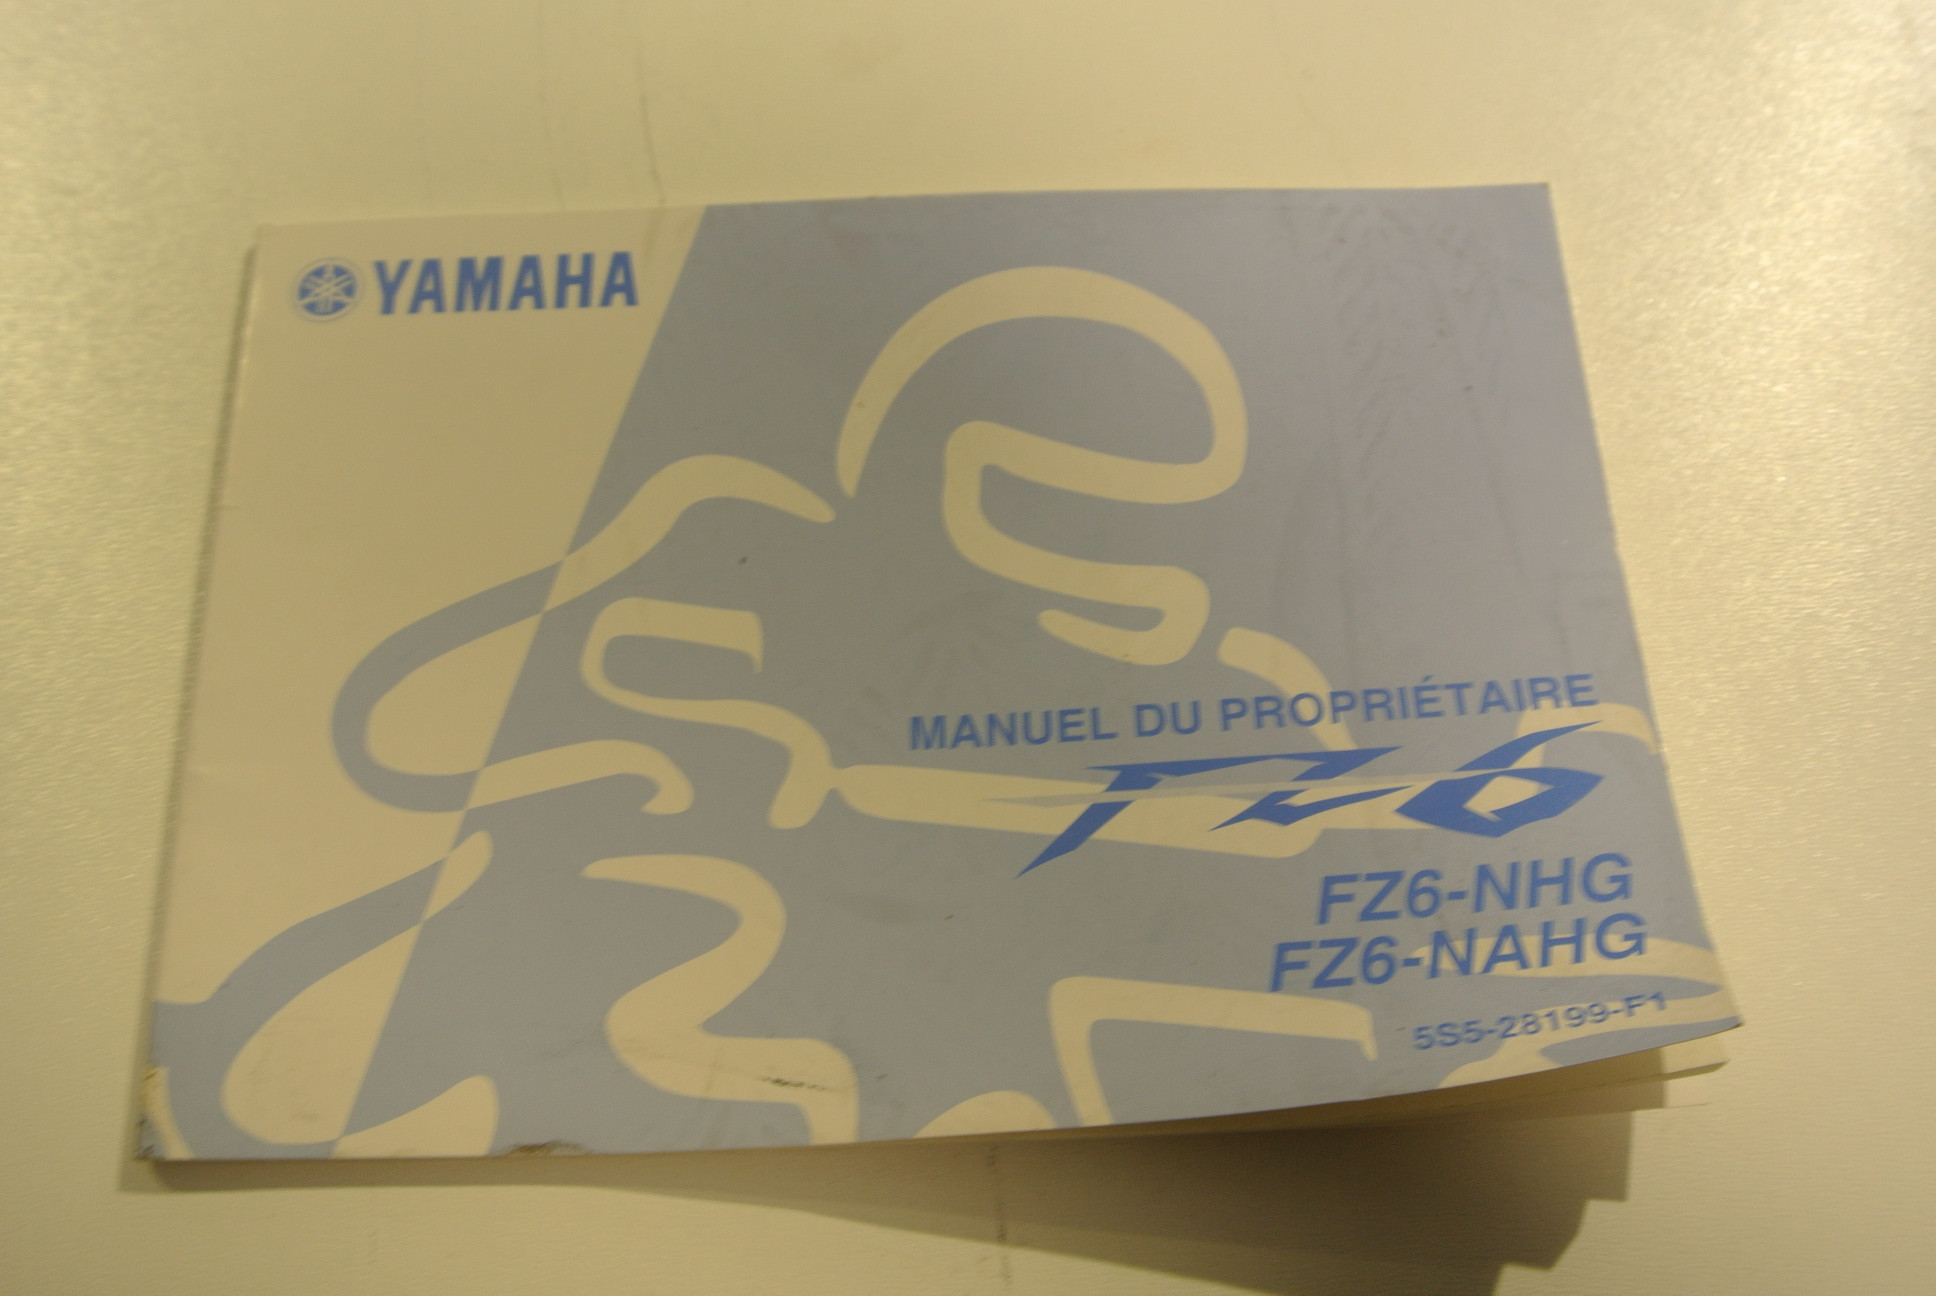 YAMAHA
MANUEL DU PROPRIÉTAIRE
FZ6
FZ6-NHG
FZ6-NAHG
5S5-28199-F1